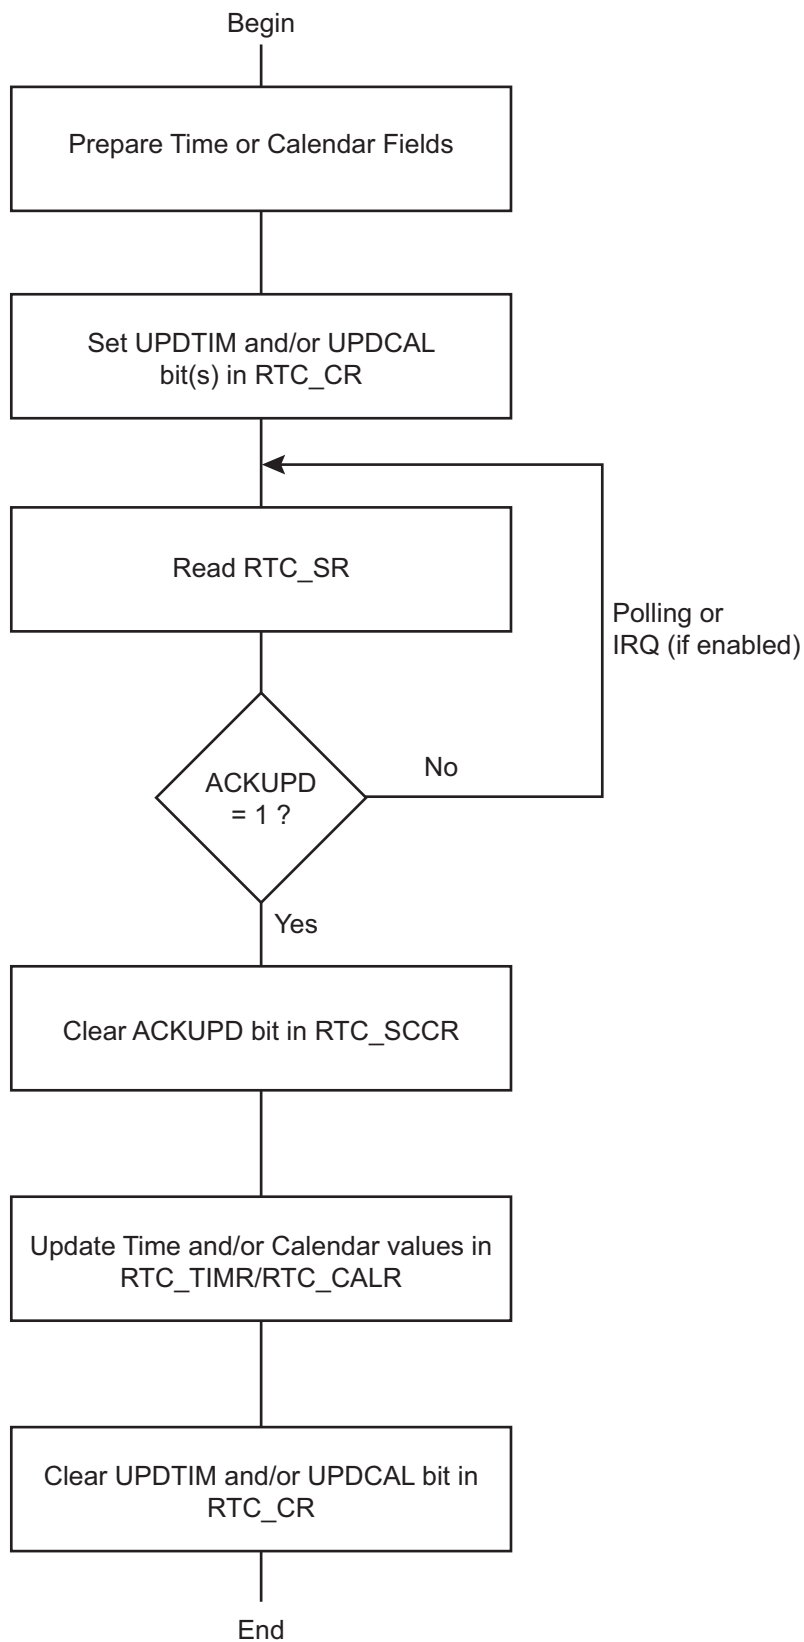 Begin
Prepare Time or Calendar Fields
Set UPDTIM and/or UPDCAL
bit(s) in RTC_CR
Read RTC_SR
Polling or
IRQ (if enabled)
ACKUPD
= 1 ?
No
Yes
Clear ACKUPD bit in RTC_SCCR
Update Time and/or Calendar values in
RTC_TIMR/RTC_CALR
Clear UPDTIM and/or UPDCAL bit in
RTC_CR
End